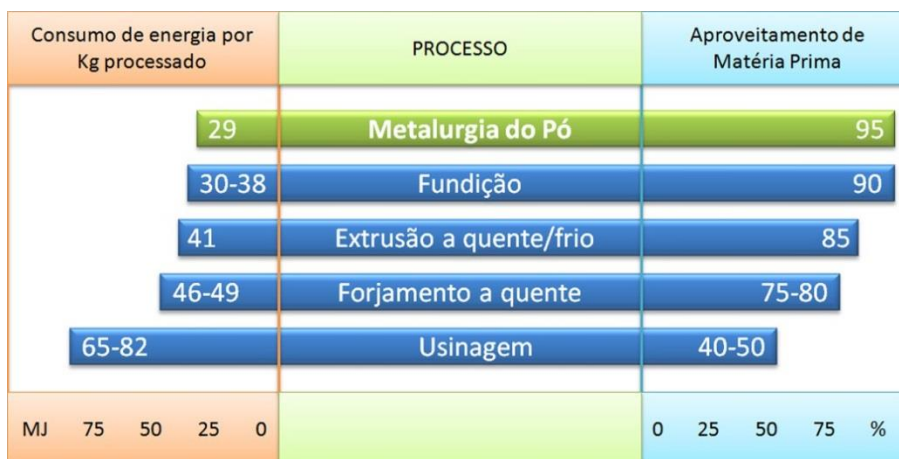 Consumo de energia por
Kg processado
PROCESSO
Aproveitamento de
Matéria Prima
29 Metalurgia do Pó 95
30-38 Fundição 90
41 Extrusão a quente/frio 85
46-49 Forjamento a quente 75-80
65-82 Usinagem 40-50
MJ 75 50 25 0 0 25 50 75 %